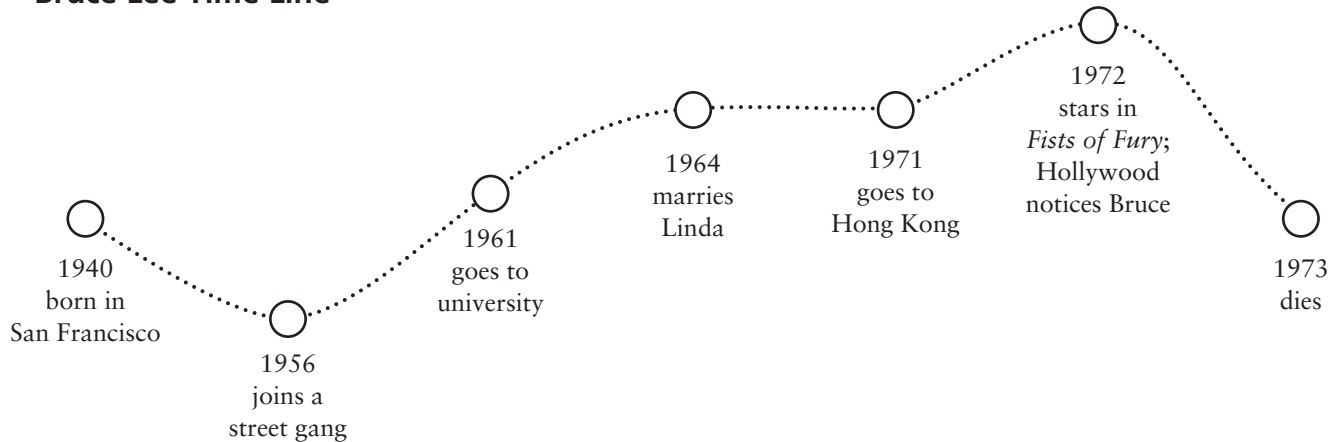 Bruce Lee Time Line
1940
born in
San Francisco
1956
joins a
street gang
1961
goes to
university
1964
marries
Linda
1971
goes to
Hong Kong
1972
stars in
Fists of Fury;
Hollywood
notices Bruce
1973
dies